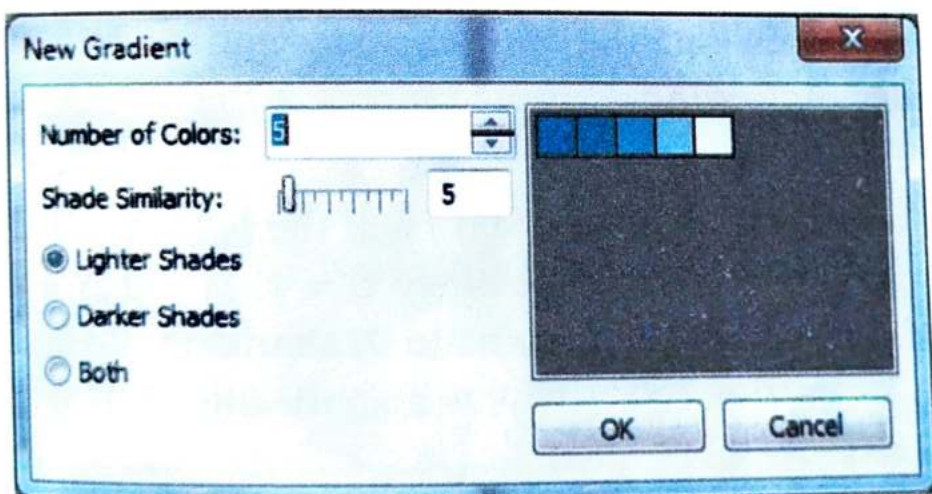 New Gradient
Number of Colors: 5
Shade Similarity: 5
Lighter Shades
Darker Shades
Both
OK Cancel